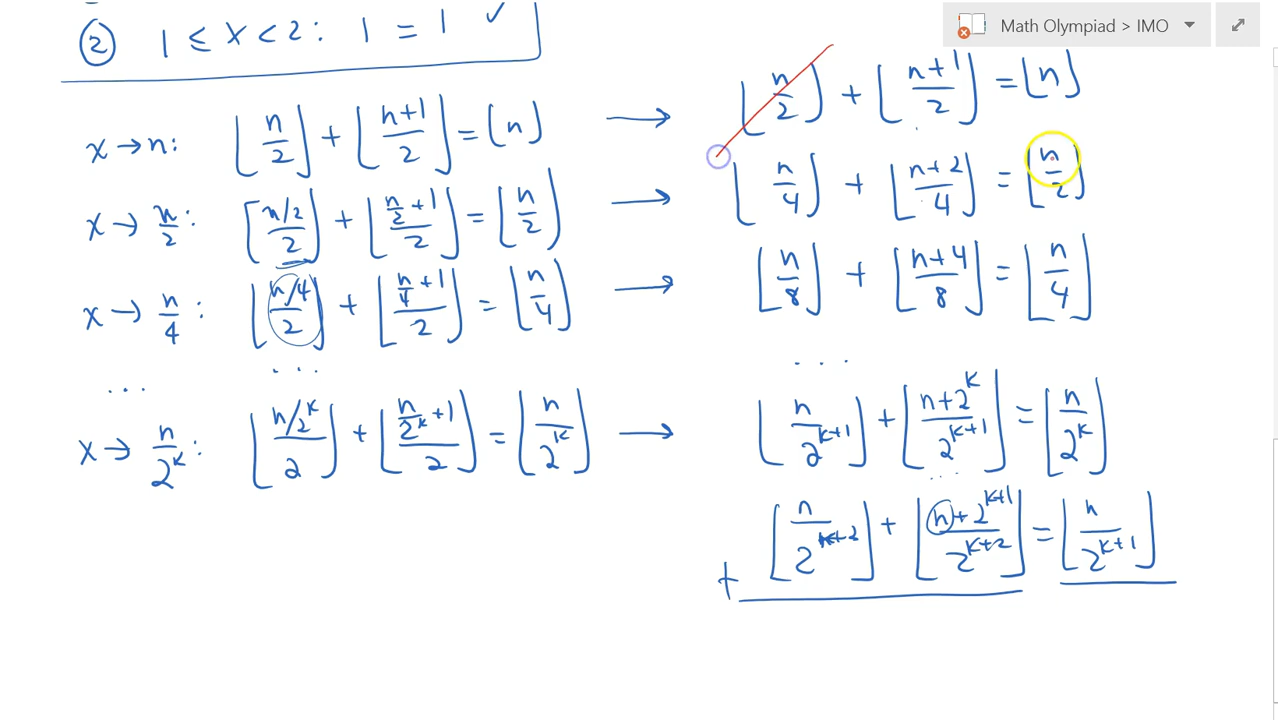 ② 1 ≤ x < 2: 1 = 1 ✓
Math Olympiad > IMO
x → n: ⌊n/2⌋ + ⌊(n+1)/2⌋ = ⌊n⌋ → ⌊n/2⌋ + ⌊(n+1)/2⌋ = ⌊n⌋
x → n/2: ⌊(n/2)/2⌋ + ⌊(n/2+1)/2⌋ = ⌊n/2⌋ → ⌊n/4⌋ + ⌊(n+2)/4⌋ = ⌊n/2⌋
x → n/4: ⌊(n/4)/2⌋ + ⌊(n/4+1)/2⌋ = ⌊n/4⌋ → ⌊n/8⌋ + ⌊(n+4)/8⌋ = ⌊n/4⌋
... ... ...
x → n/2^k: ⌊(n/2^k)/2⌋ + ⌊(n/2^k+1)/2⌋ = ⌊n/2^k⌋ → ⌊n/2^(k+1)⌋ + ⌊(n+2^k)/2^(k+1)⌋ = ⌊n/2^k⌋
...
+ ⌊n/2^(k+2)⌋ + ⌊(n+2^(k+1))/2^(k+2)⌋ = ⌊n/2^(k+1)⌋